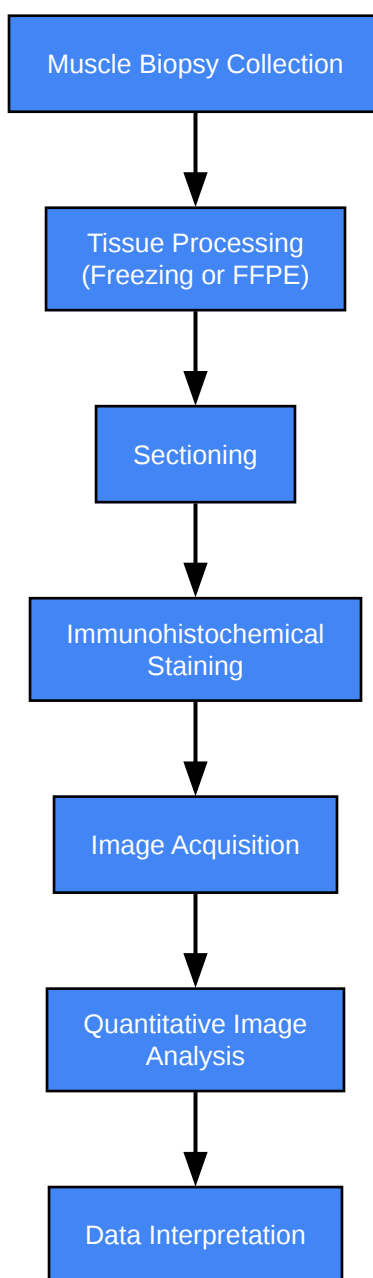 Muscle Biopsy Collection
Tissue Processing
(Freezing or FFPE)
Sectioning
Immunohistochemical
Staining
Image Acquisition
Quantitative Image
Analysis
Data Interpretation